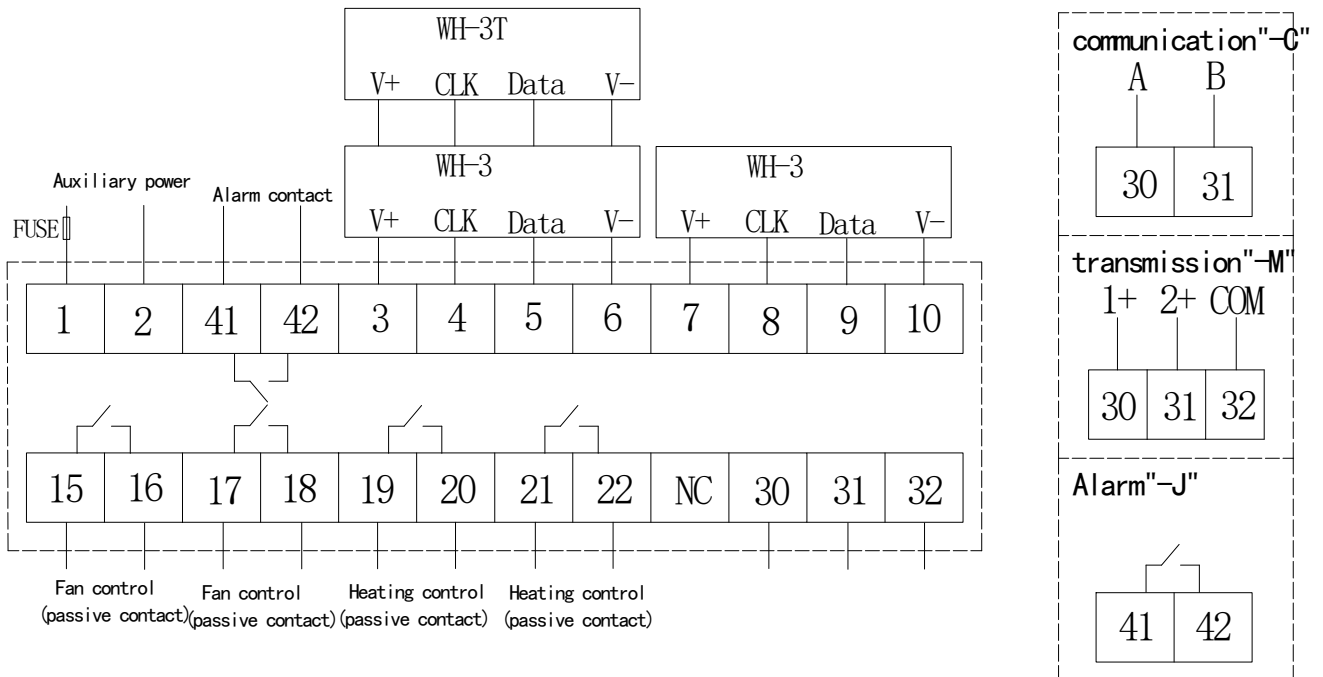 WH-3T
V+ CLK Data V-
WH-3
V+ CLK Data V-
WH-3
V+ CLK Data V-
Auxiliary power
Alarm contact
FUSE
1 2 41 42 3 4 5 6 7 8 9 10
15 16 17 18 19 20 21 22 NC 30 31 32
Fan control
(passive contact)
Fan control
(passive contact)
Heating control
(passive contact)
Heating control
(passive contact)
communication"-C"
A B
30 31
transmission"-M"
1+ 2+ COM
30 31 32
Alarm"-J"
41 42